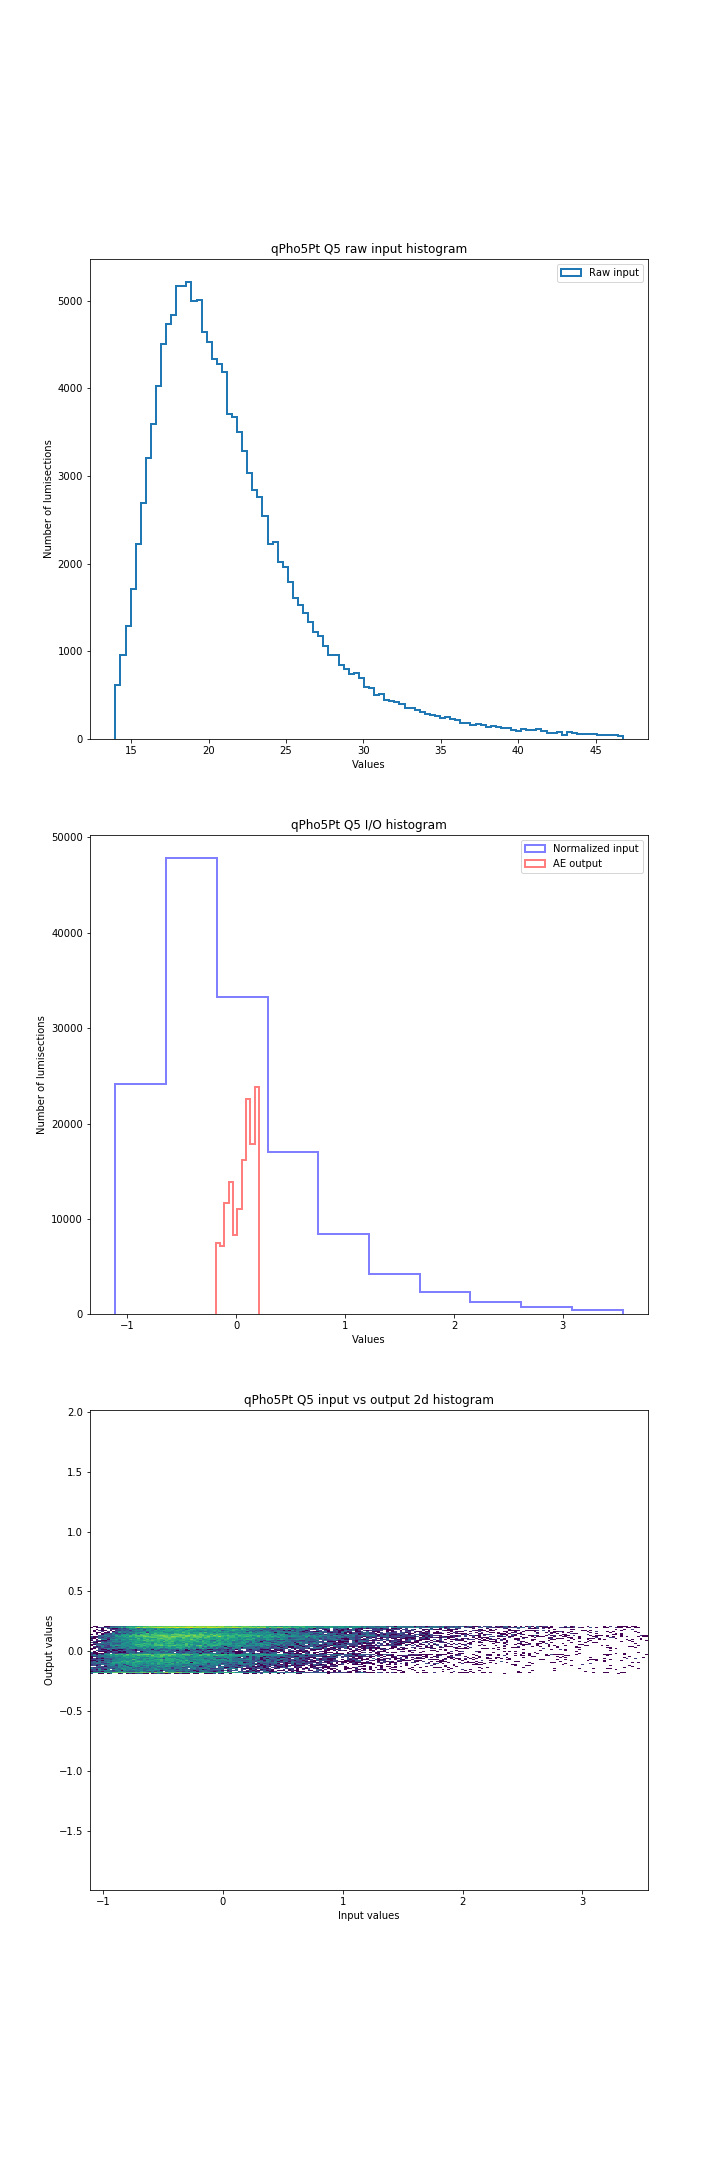 qPho5Pt Q5 raw input histogram
Raw input
5000
4000
3000
2000
1000
0
Number of lumisections
15 20 25 30 35 40 45
Values
qPho5Pt Q5 I/O histogram
Normalized input
AE output
50000
40000
30000
20000
10000
0
Number of lumisections
−1 0 1 2 3
Values
qPho5Pt Q5 input vs output 2d histogram
2.0
1.5
1.0
0.5
0.0
−0.5
−1.0
−1.5
Output values
−1 0 1 2 3
Input values